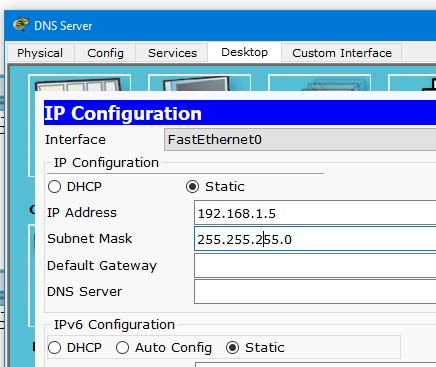 DNS Server
Physical Config Services Desktop Custom Interface
IP Configuration
Interface FastEthernet0
IP Configuration
DHCP Static
IP Address 192.168.1.5
Subnet Mask 255.255.255.0
Default Gateway
DNS Server
IPv6 Configuration
DHCP Auto Config Static